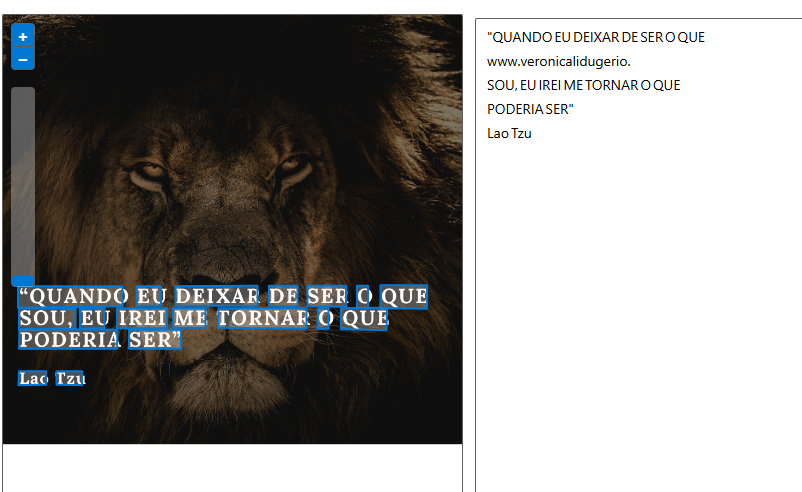 +
−
“QUANDO EU DEIXAR DE SER O QUE
SOU, EU IREI ME TORNAR O QUE
PODERIA SER”
Lao Tzu
"QUANDO EU DEIXAR DE SER O QUE
www.veronicalidugerio.
SOU, EU IREI ME TORNAR O QUE
PODERIA SER"
Lao Tzu